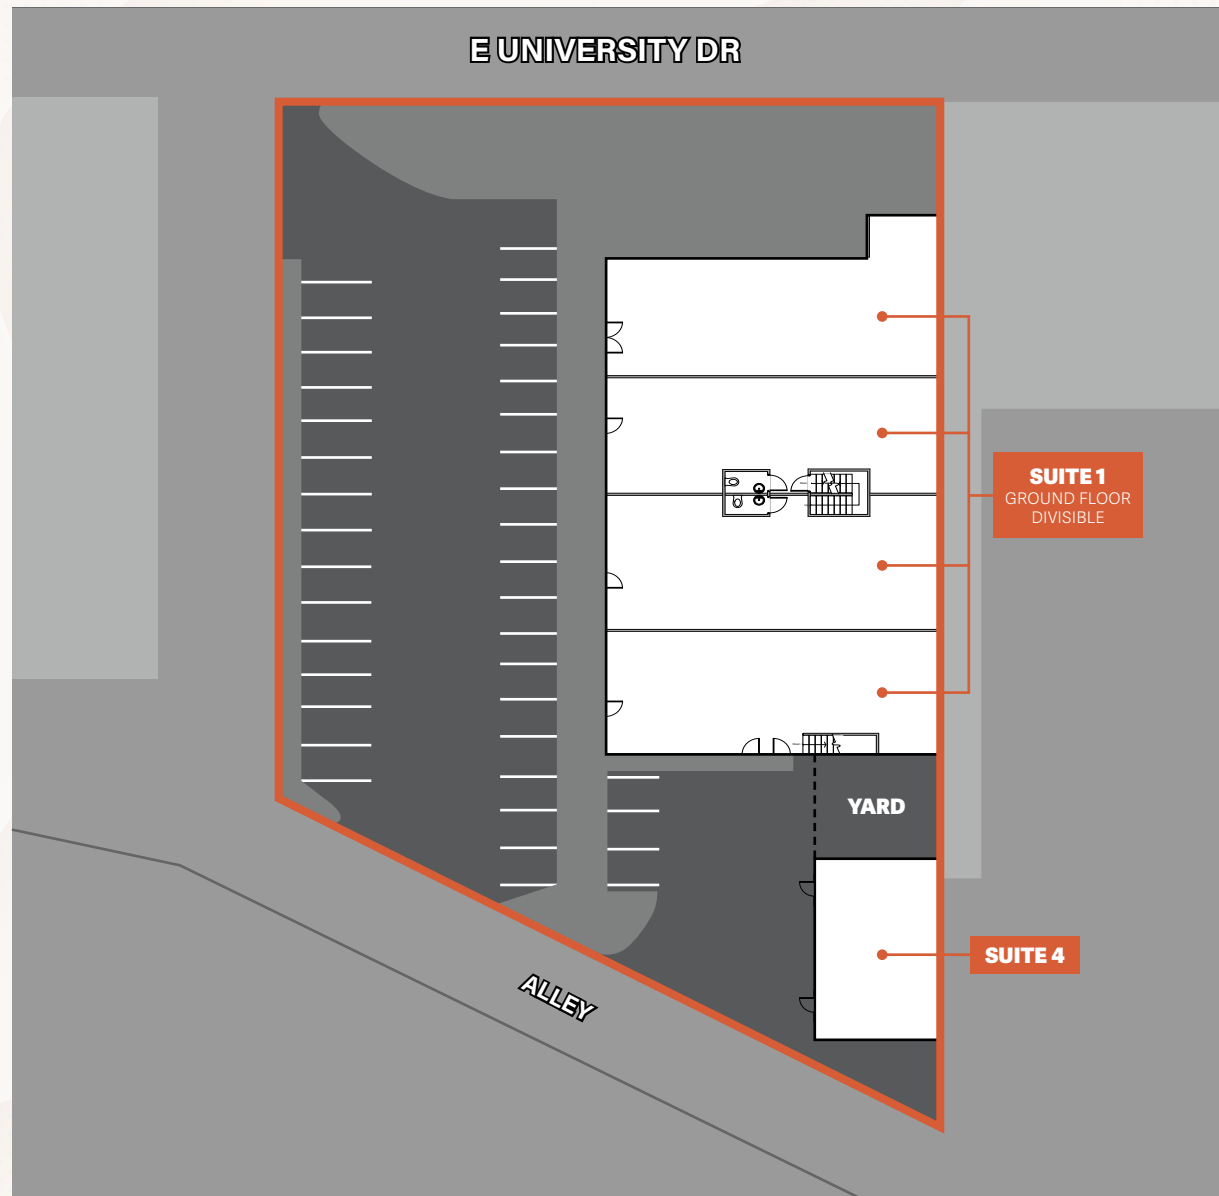 E UNIVERSITY DR
SUITE 1
GROUND FLOOR
DIVISIBLE
YARD
SUITE 4
ALLEY